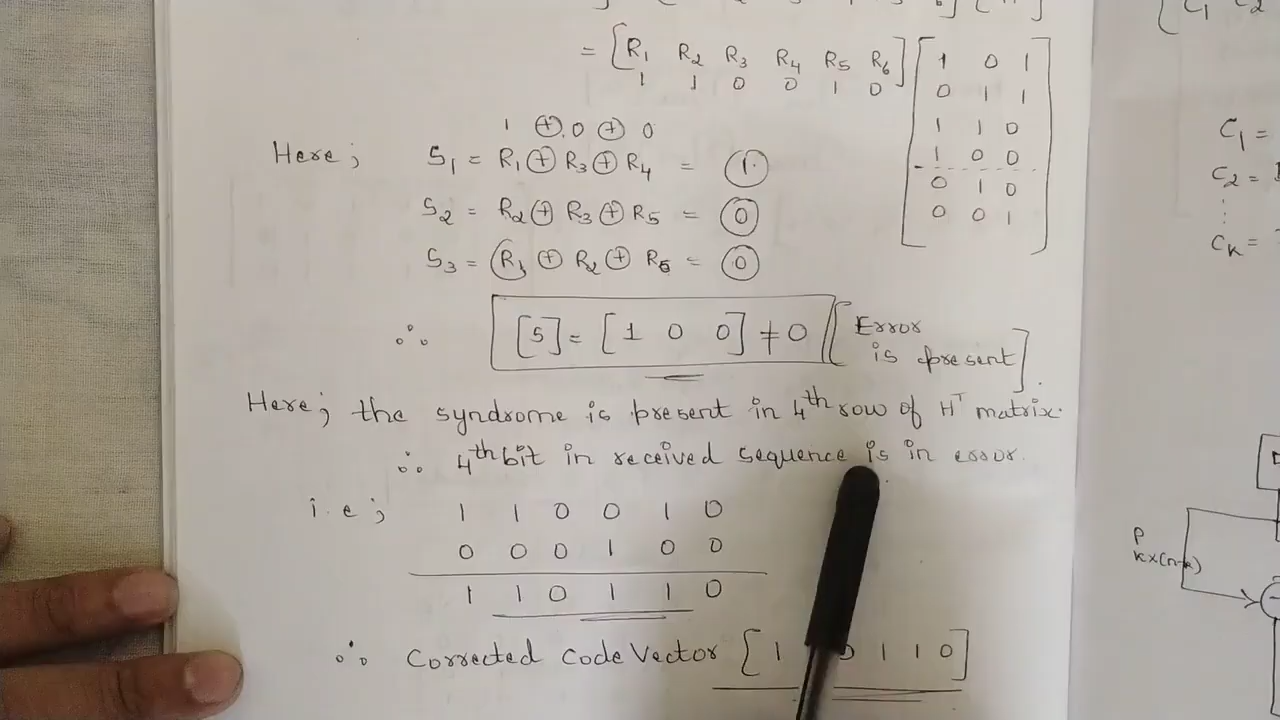 = [R₁ R₂ R₃ R₄ R₅ R₆]
1 1 0 0 1 0
1 0 1
0 1 1
1 1 0
1 0 0
0 1 0
0 0 1
1 ⊕ 0 ⊕ 0
Here; S₁ = R₁ ⊕ R₃ ⊕ R₄ = 1
S₂ = R₂ ⊕ R₃ ⊕ R₅ = 0
S₃ = R₁ ⊕ R₂ ⊕ R₆ = 0
∴ [S] = [1 0 0] ≠ 0 [Error
is present].
Here; the syndrome is present in 4th row of Hᵀ matrix.
∴ 4th bit in received sequence is in error.
i.e; 1 1 0 0 1 0
0 0 0 1 0 0
1 1 0 1 1 0
∴ Corrected Code Vector [1 0 1 1 0]
C₁ C₂
C₁ =
C₂ =
⋮
Cₖ =
P
k×(n-k)